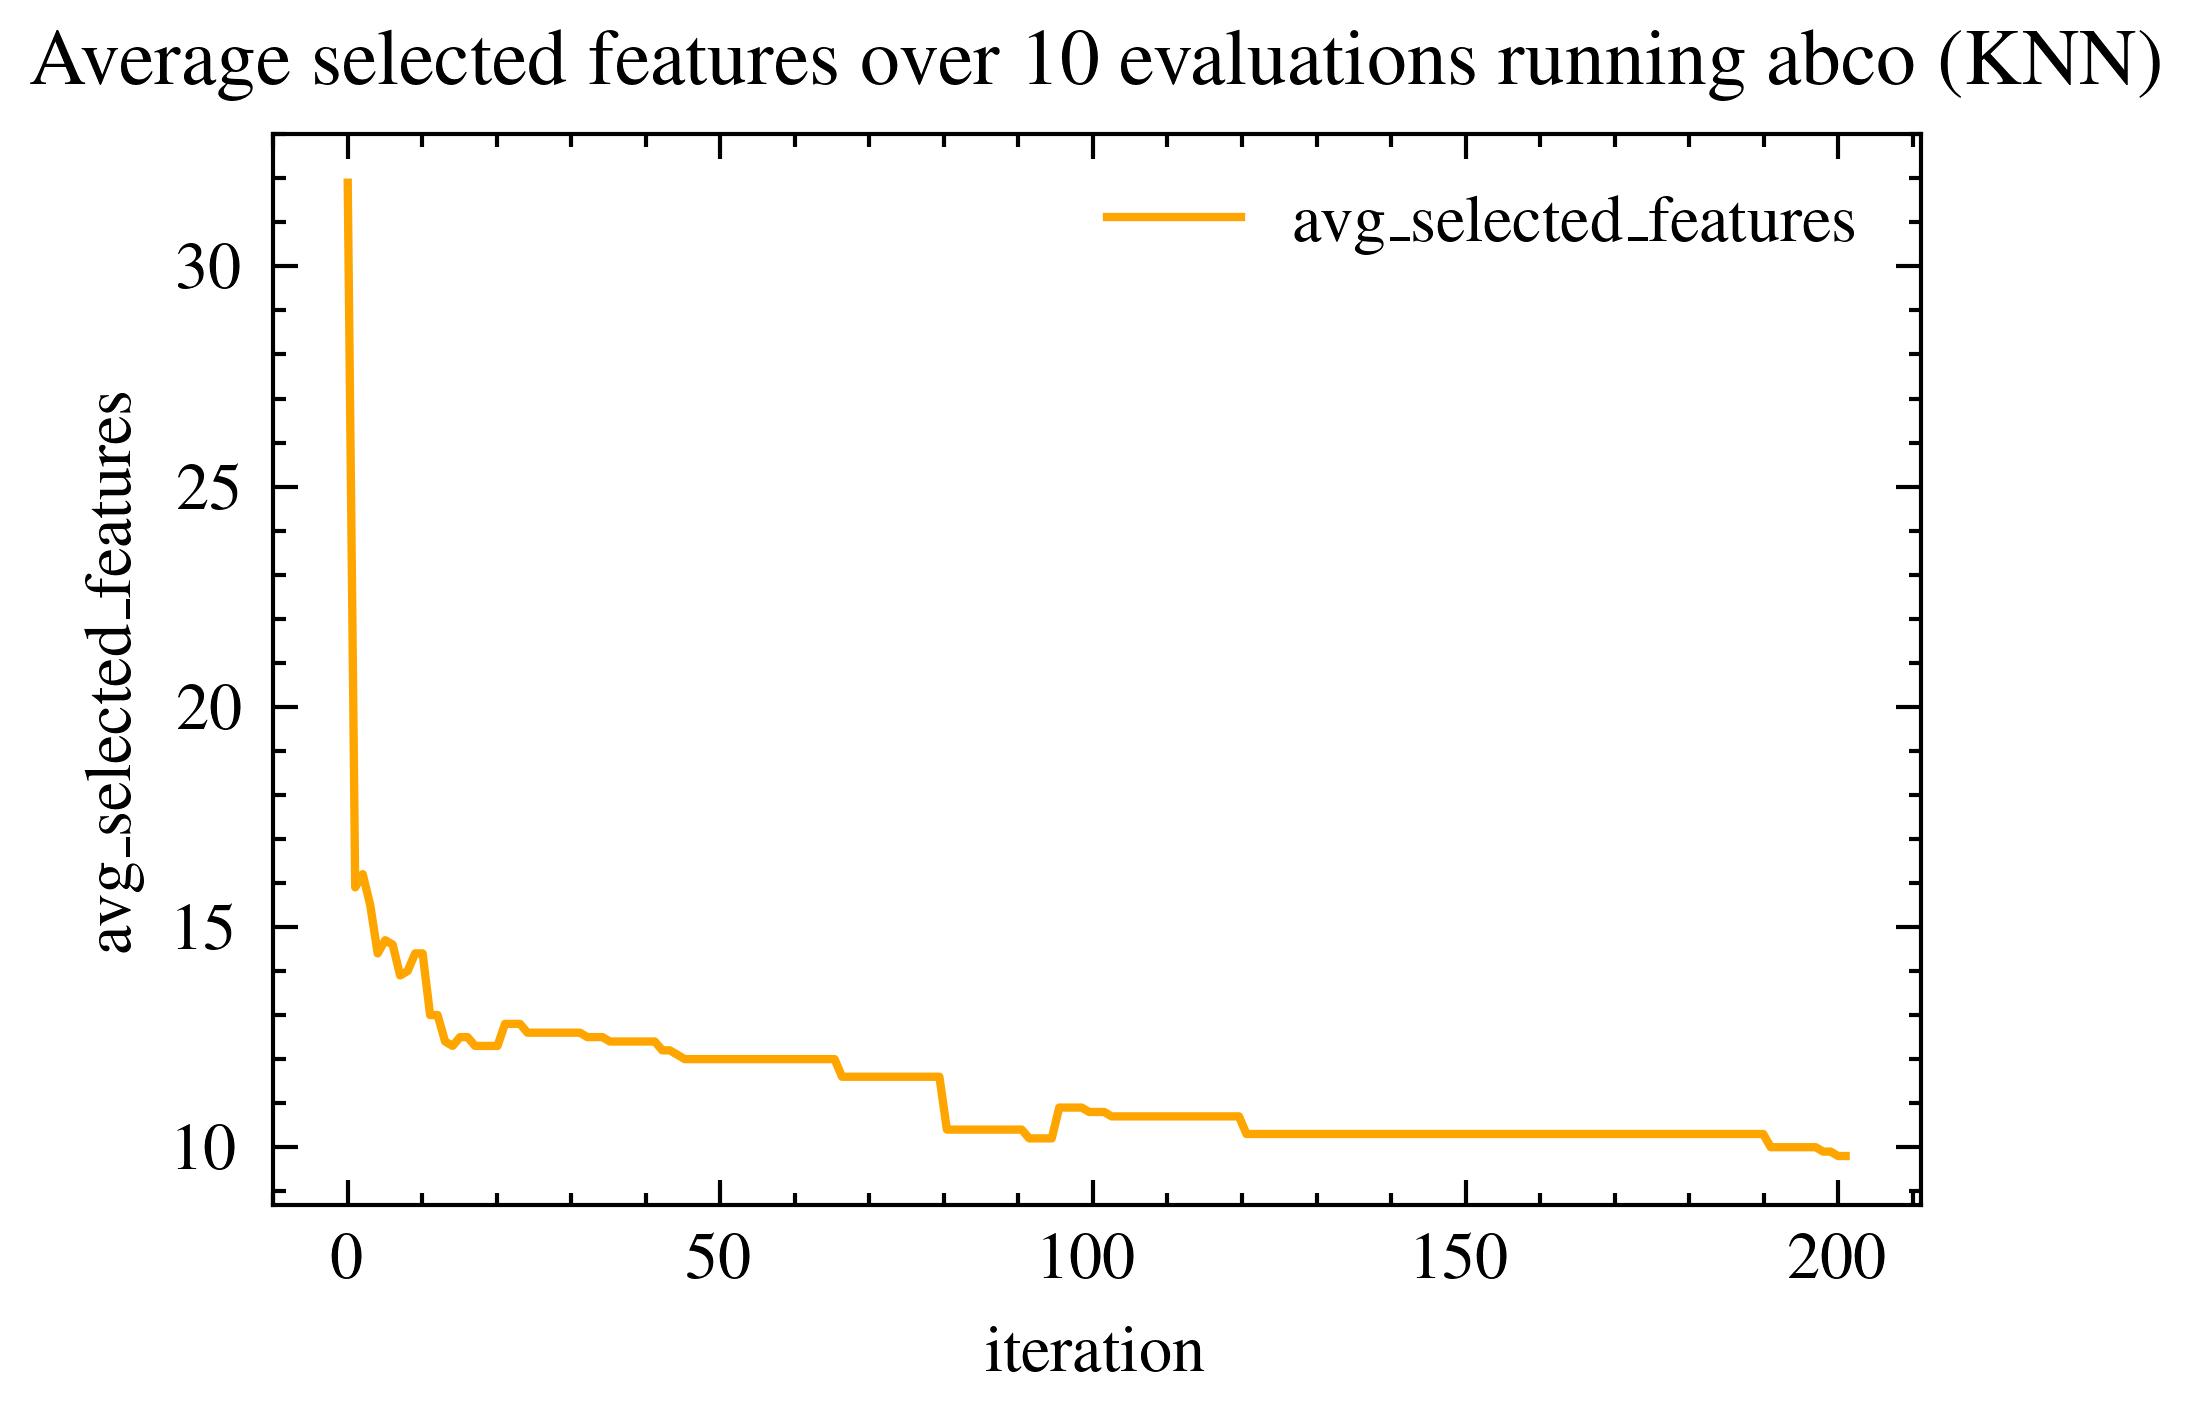 Average selected features over 10 evaluations running abco (KNN)
avg_selected_features
30
25
20
15
10
avg_selected_features
0 50 100 150 200
iteration